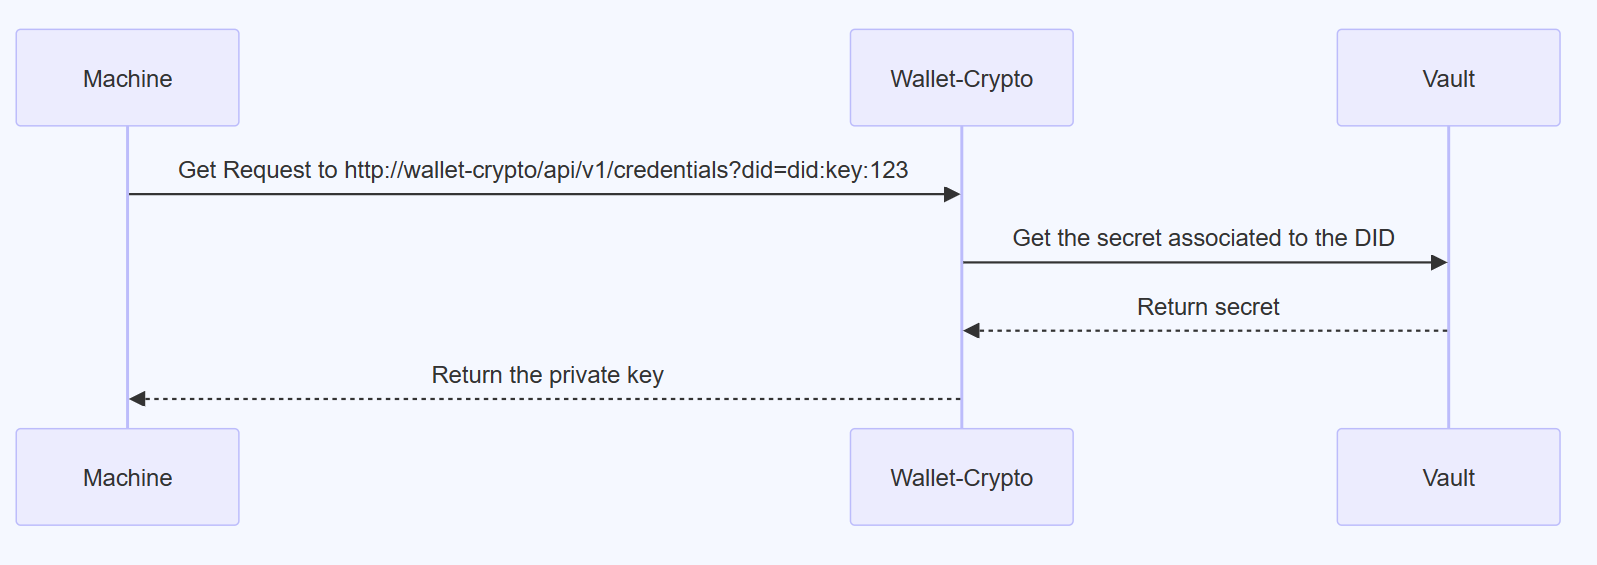 Machine
Wallet-Crypto
Vault
Get Request to http://wallet-crypto/api/v1/credentials?did=did:key:123
Get the secret associated to the DID
Return secret
Return the private key
Machine
Wallet-Crypto
Vault